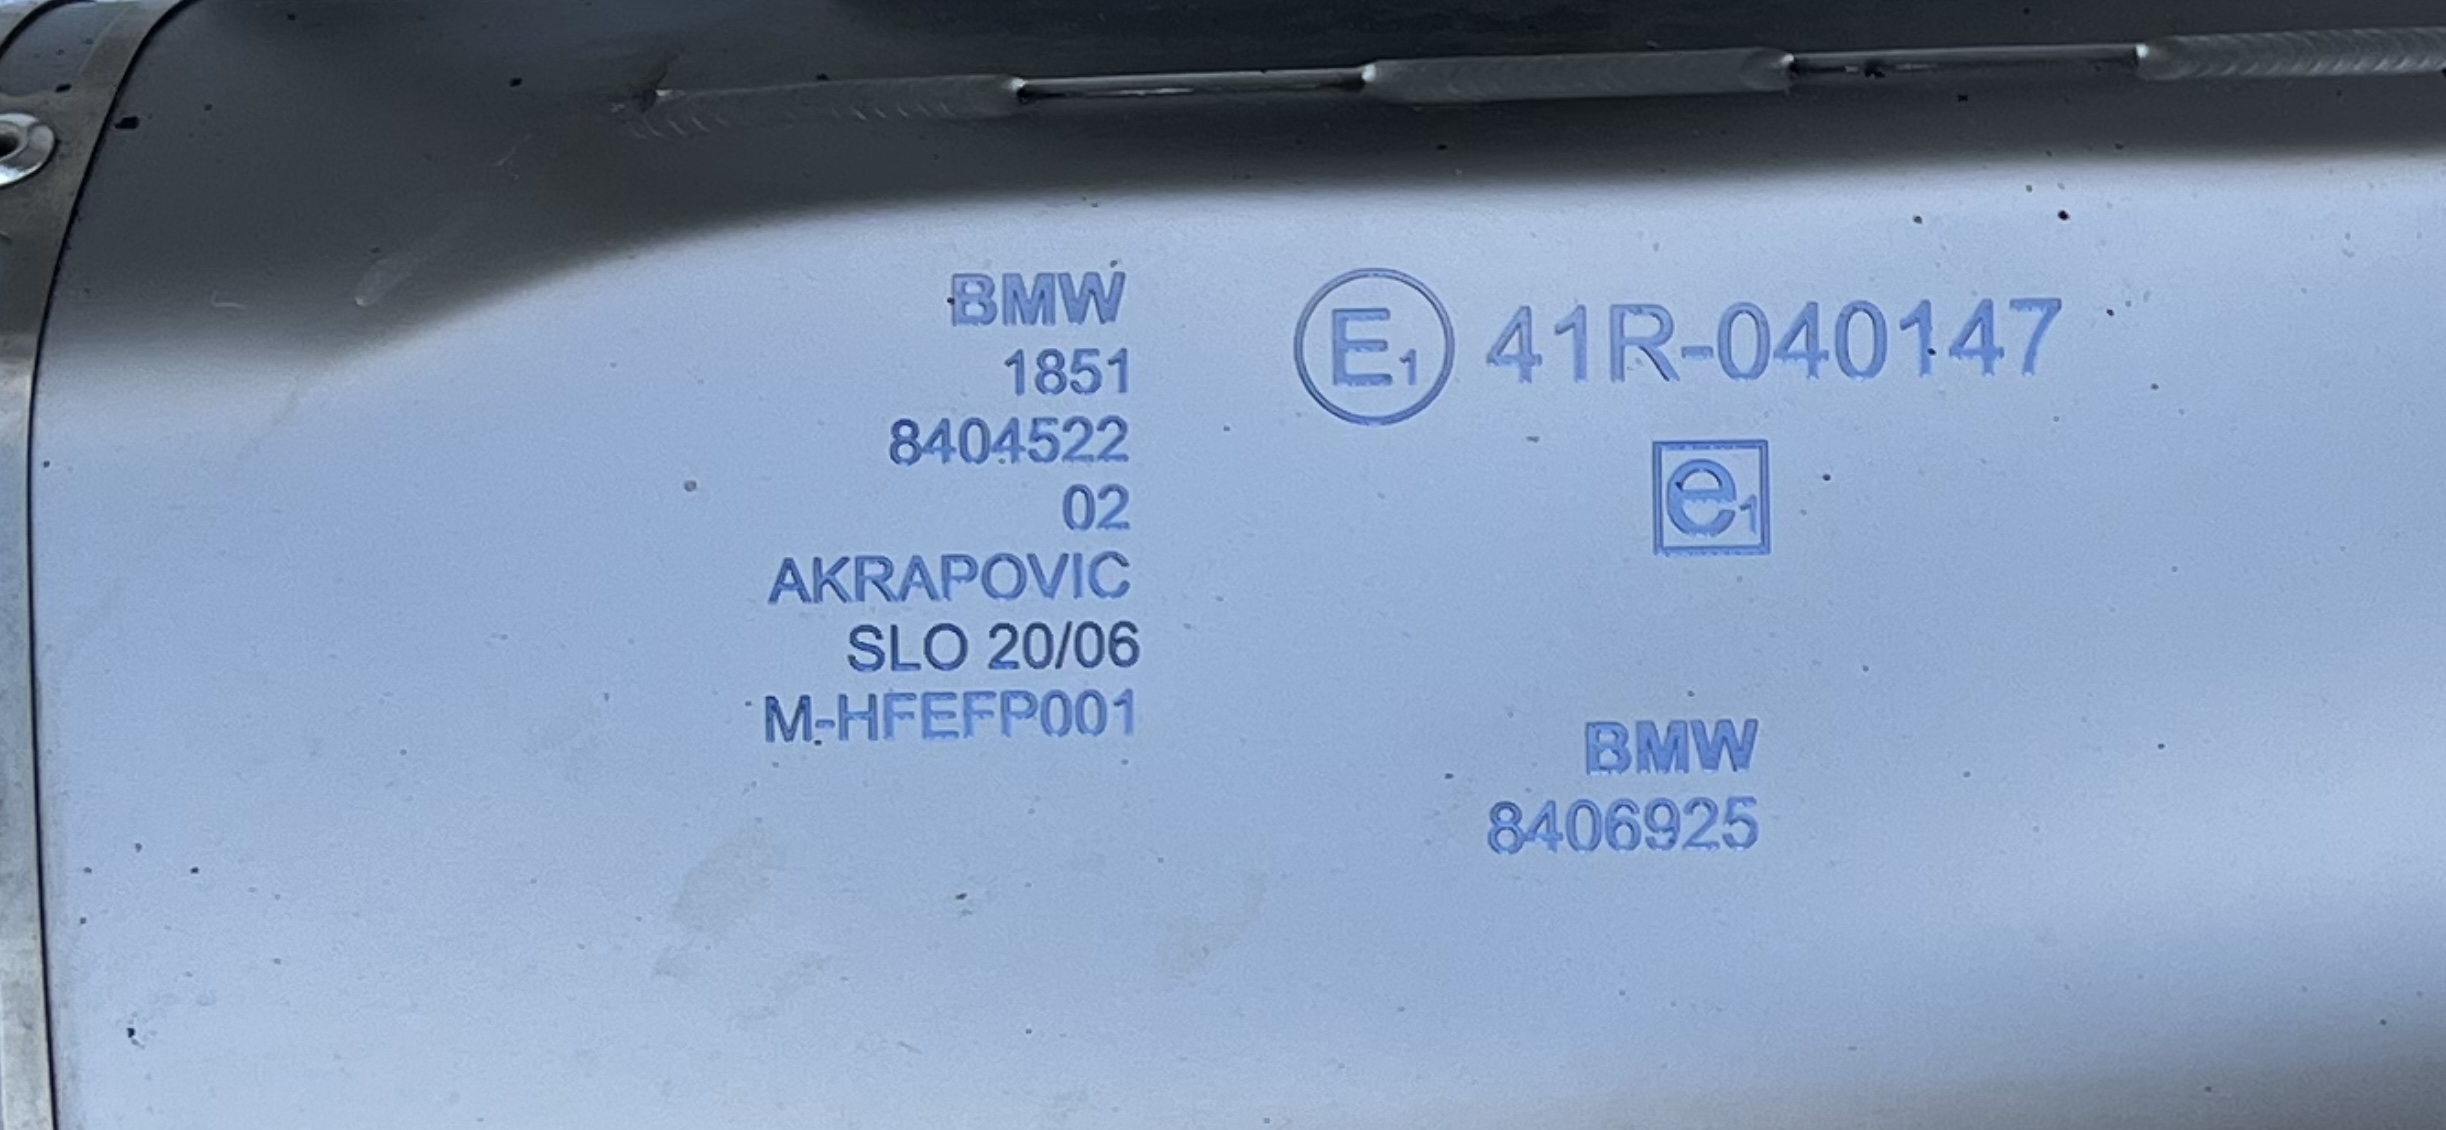 BMW
1851
8404522
02
AKRAPOVIC
SLO 20/06
M-HFEFP001
E1 41R-040147
e1
BMW
8406925